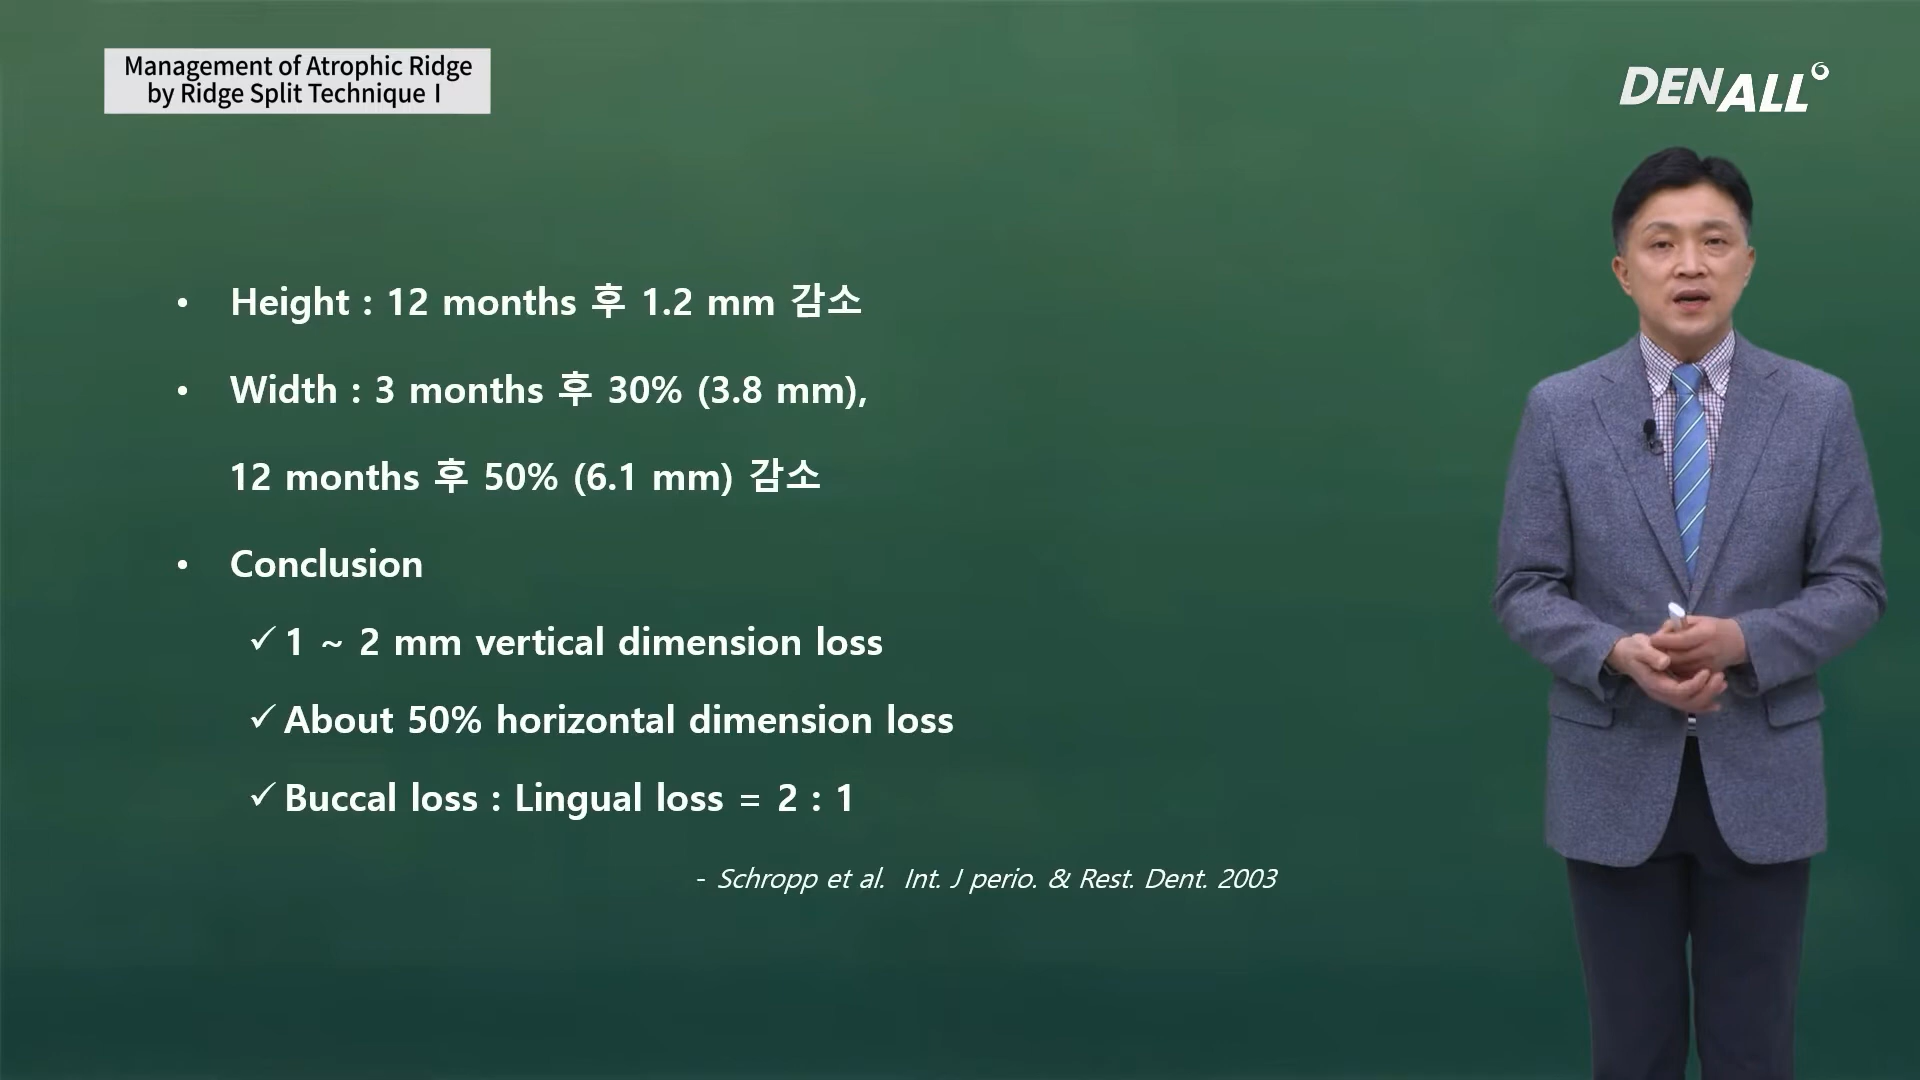 Management of Atrophic Ridge
by Ridge Split Technique I
DENALL
• Height : 12 months 후 1.2 mm 감소
• Width : 3 months 후 30% (3.8 mm),
12 months 후 50% (6.1 mm) 감소
• Conclusion
✓ 1 ~ 2 mm vertical dimension loss
✓ About 50% horizontal dimension loss
✓ Buccal loss : Lingual loss = 2 : 1
- Schropp et al. Int. J perio. & Rest. Dent. 2003